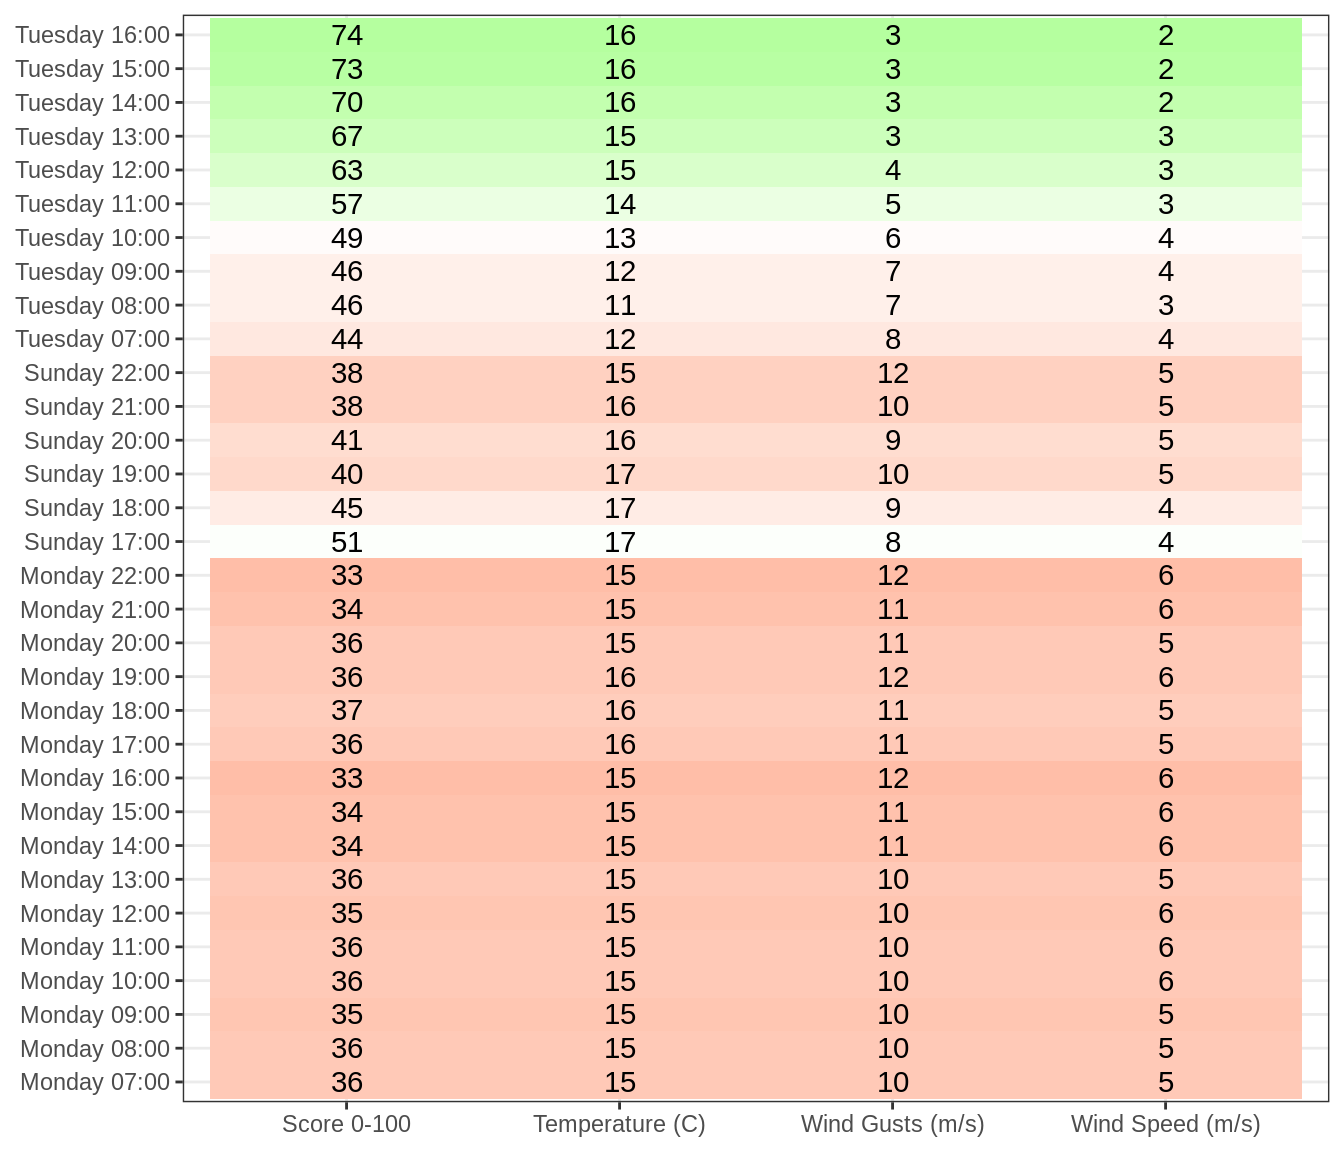 Tuesday 16:00 74 16 3 2
Tuesday 15:00 73 16 3 2
Tuesday 14:00 70 16 3 2
Tuesday 13:00 67 15 3 3
Tuesday 12:00 63 15 4 3
Tuesday 11:00 57 14 5 3
Tuesday 10:00 49 13 6 4
Tuesday 09:00 46 12 7 4
Tuesday 08:00 46 11 7 3
Tuesday 07:00 44 12 8 4
Sunday 22:00 38 15 12 5
Sunday 21:00 38 16 10 5
Sunday 20:00 41 16 9 5
Sunday 19:00 40 17 10 5
Sunday 18:00 45 17 9 4
Sunday 17:00 51 17 8 4
Monday 22:00 33 15 12 6
Monday 21:00 34 15 11 6
Monday 20:00 36 15 11 5
Monday 19:00 36 16 12 6
Monday 18:00 37 16 11 5
Monday 17:00 36 16 11 5
Monday 16:00 33 15 12 6
Monday 15:00 34 15 11 6
Monday 14:00 34 15 11 6
Monday 13:00 36 15 10 5
Monday 12:00 35 15 10 6
Monday 11:00 36 15 10 6
Monday 10:00 36 15 10 6
Monday 09:00 35 15 10 5
Monday 08:00 36 15 10 5
Monday 07:00 36 15 10 5
Score 0-100 Temperature (C) Wind Gusts (m/s) Wind Speed (m/s)